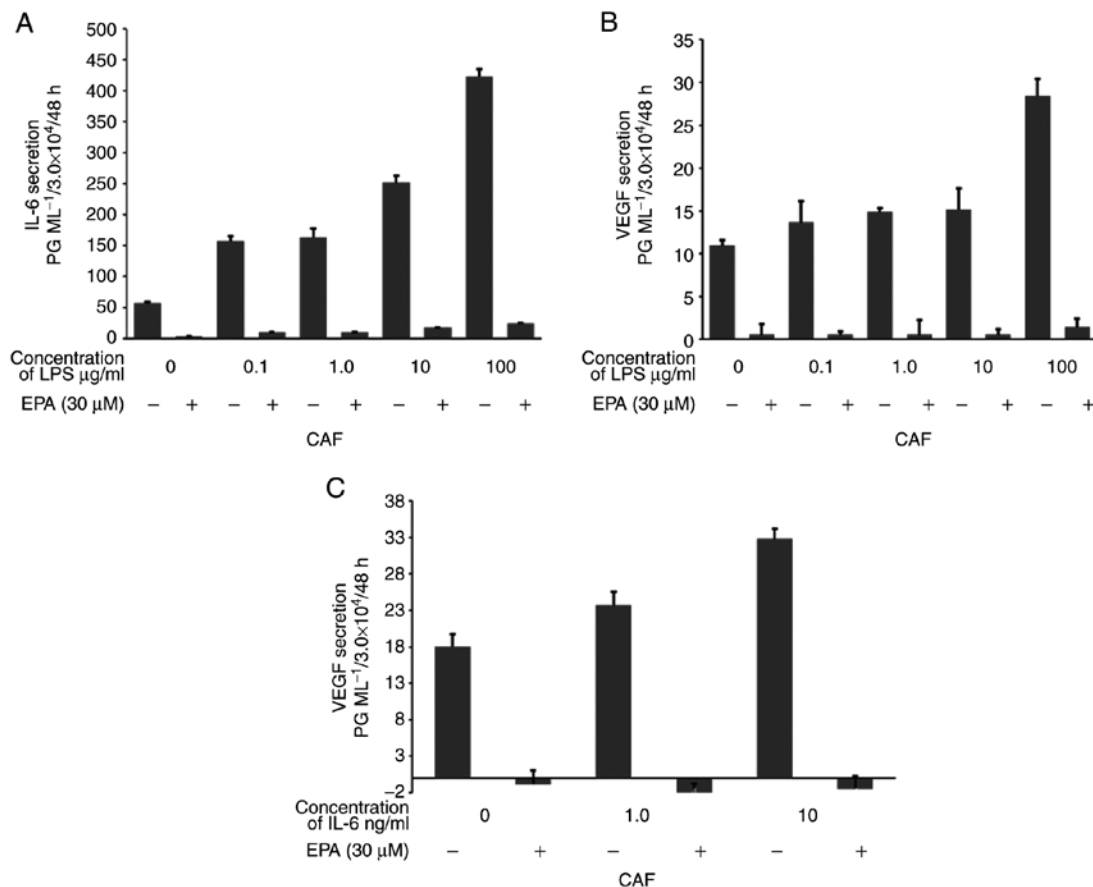 A
IL-6 secretion
PG ML⁻¹/3.0×10⁴/48 h
500
450
400
350
300
250
200
150
100
50
0
Concentration
of LPS µg/ml
0 0.1 1.0 10 100
EPA (30 µM) – + – + – + – + – +
CAF
B
VEGF secretion
PG ML⁻¹/3.0×10⁴/48 h
35
30
25
20
15
10
5
0
Concentration
of LPS µg/ml
0 0.1 1.0 10 100
EPA (30 µM) – + – + – + – + – +
CAF
C
VEGF secretion
PG ML⁻¹/3.0×10⁴/48 h
38
33
23
18
13
8
3
–2
Concentration
of IL-6 ng/ml
0 1.0 10
EPA (30 µM) – + – + – +
CAF